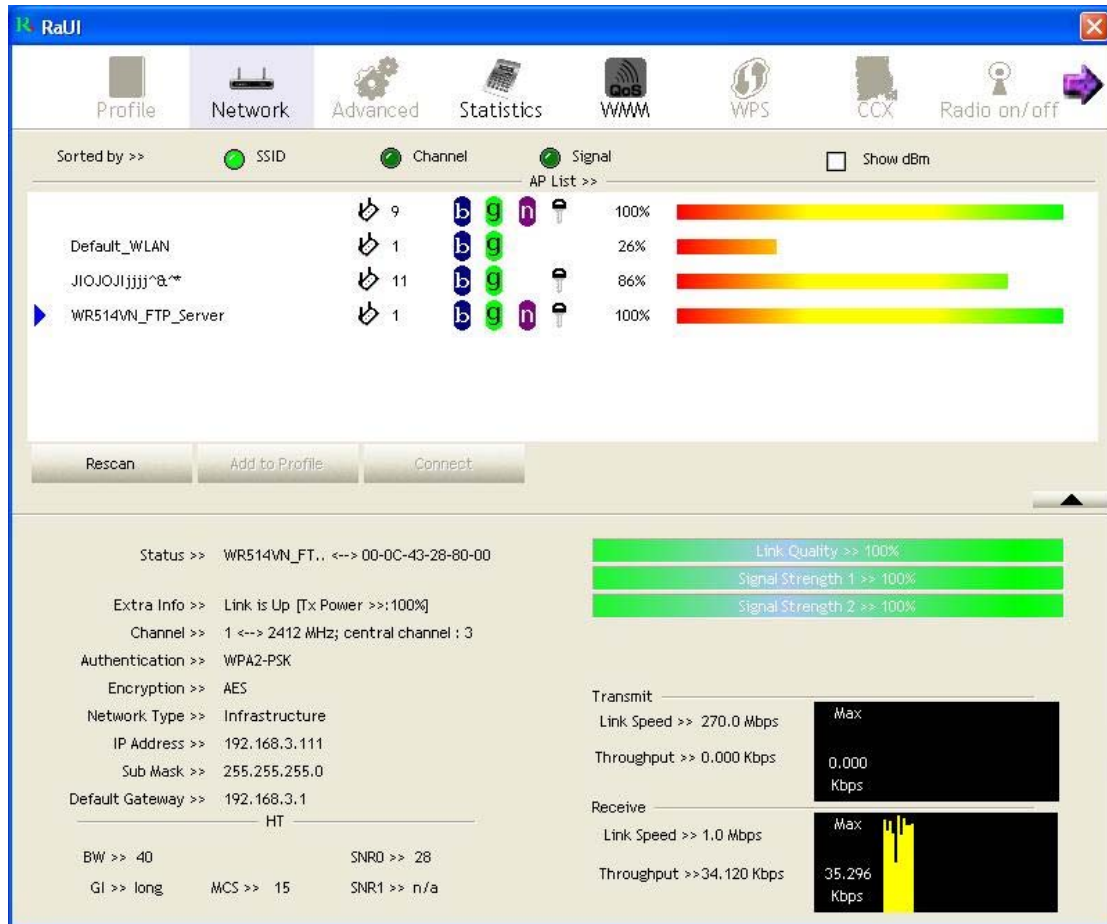 RaUI
Profile Network Advanced Statistics WMM WPS CCX Radio on/off
QoS
Sorted by >> SSID Channel Signal Show dBm
AP List >>
9 b g n 100%
Default_WLAN 1 b g 26%
JIOJOJIjjjj^&^* 11 b g 86%
WR514VN_FTP_Server 1 b g n 100%
Rescan Add to Profile Connect
Status >> WR514VN_FT.. <--> 00-0C-43-28-80-00
Link Quality >> 100%
Signal Strength 1 >> 100%
Signal Strength 2 >> 100%
Extra Info >> Link is Up [Tx Power >>:100%]
Channel >> 1 <--> 2412 MHz; central channel : 3
Authentication >> WPA2-PSK
Encryption >> AES
Network Type >> Infrastructure
IP Address >> 192.168.3.111
Sub Mask >> 255.255.255.0
Default Gateway >> 192.168.3.1
HT
BW >> 40 SNR0 >> 28
GI >> long MCS >> 15 SNR1 >> n/a
Transmit
Link Speed >> 270.0 Mbps
Throughput >> 0.000 Kbps
Max
0.000
Kbps
Receive
Link Speed >> 1.0 Mbps
Throughput >>34.120 Kbps
Max
35.296
Kbps